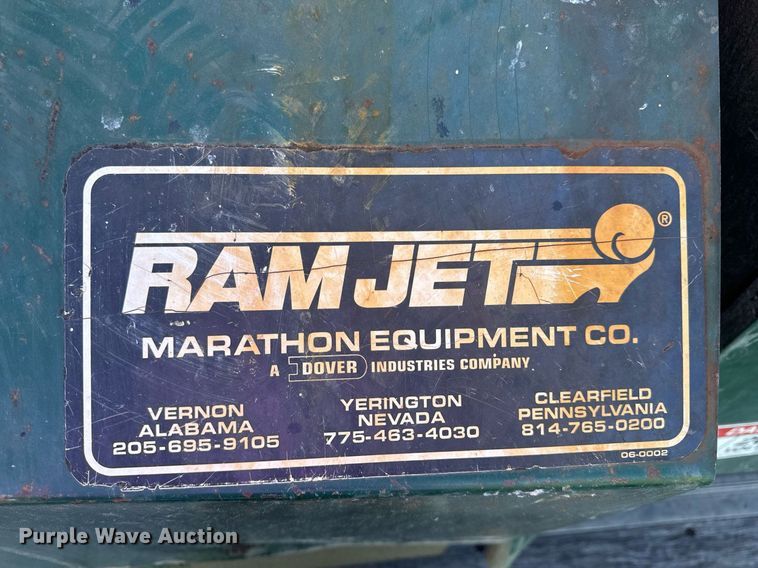 RAM JET®
MARATHON EQUIPMENT CO.
A DOVER INDUSTRIES COMPANY
VERNON
ALABAMA
205-695-9105
YERINGTON
NEVADA
775-463-4030
CLEARFIELD
PENNSYLVANIA
814-765-0200
06-0002
Purple Wave Auction®